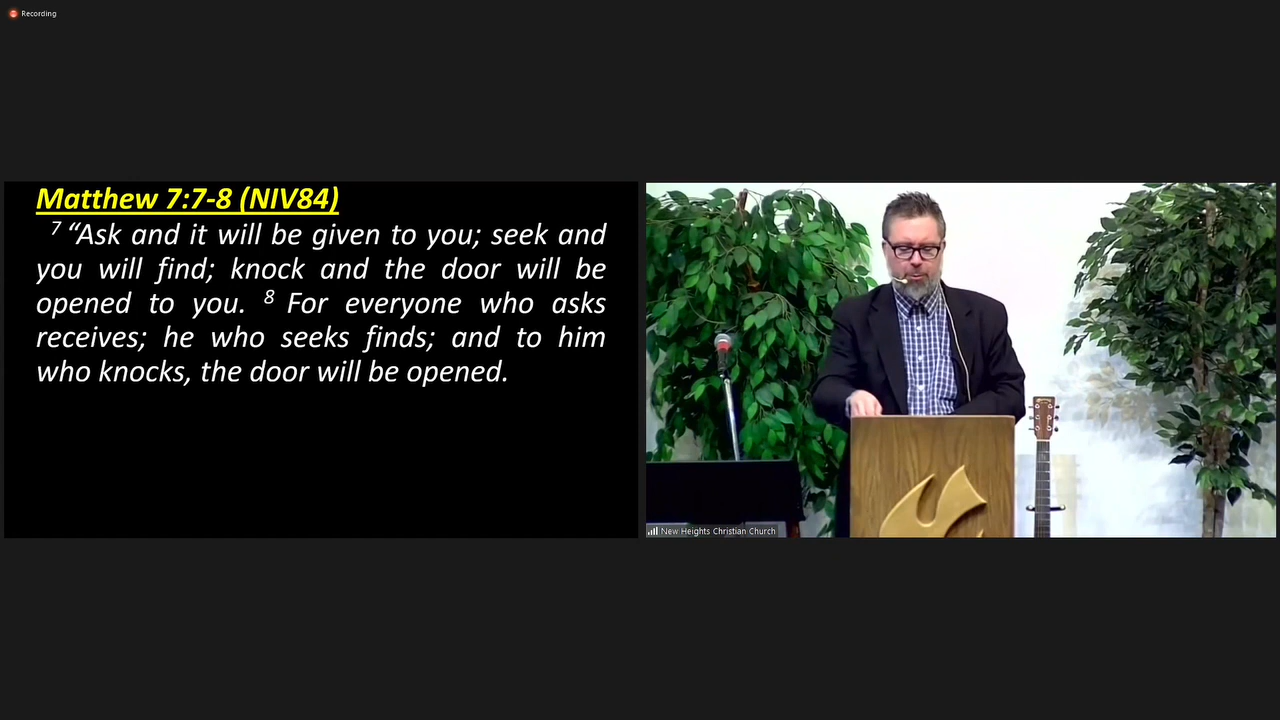 Recording
Matthew 7:7-8 (NIV84)
7 “Ask and it will be given to you; seek and
you will find; knock and the door will be
opened to you. 8 For everyone who asks
receives; he who seeks finds; and to him
who knocks, the door will be opened.
New Heights Christian Church